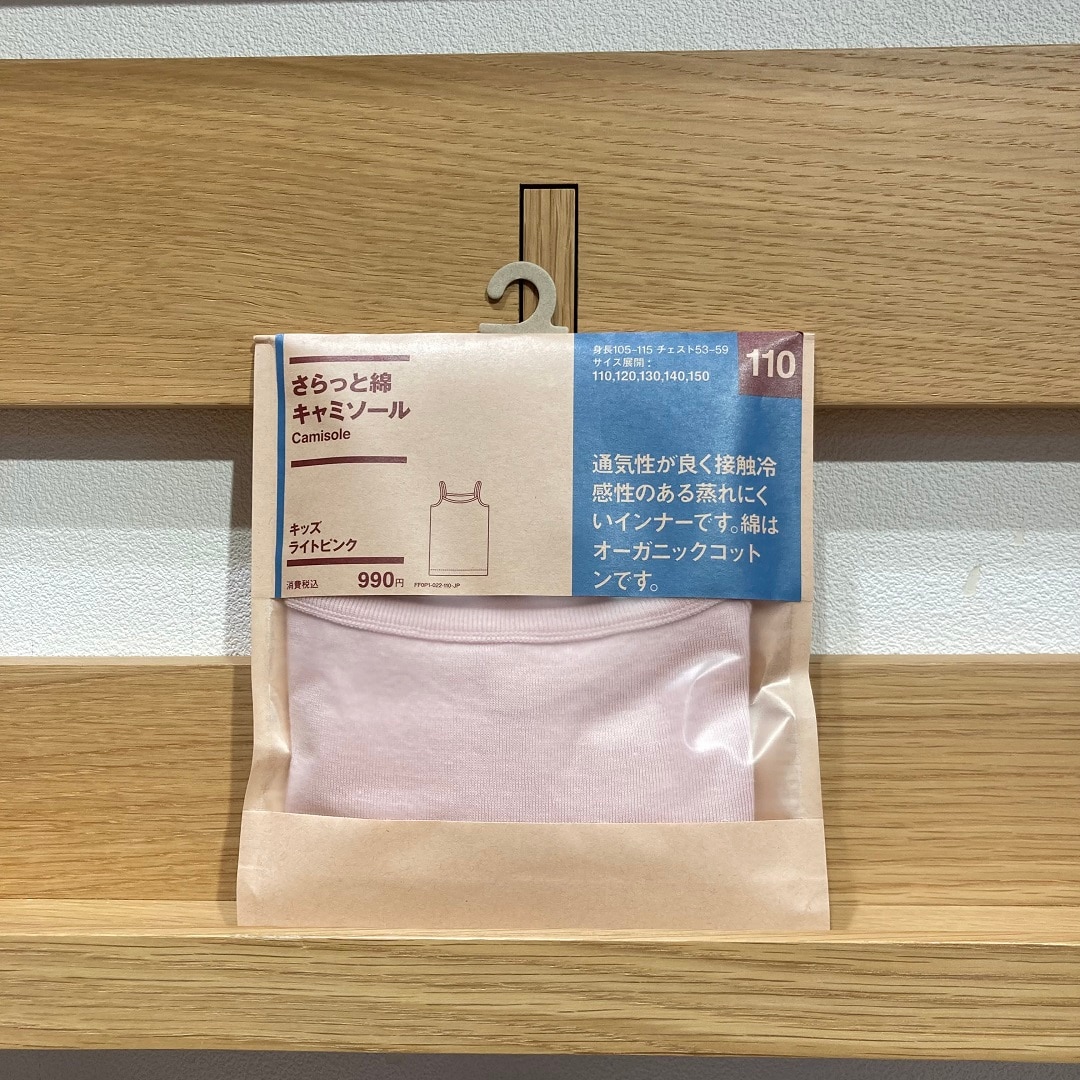 さらっと綿
キャミソール
Camisole
キッズ
ライトピンク
消費税込 990円
FF0P1-022-110-JP
身長105-115 チェスト53-59
サイズ展開:
110,120,130,140,150
110
通気性が良く接触冷
感性のある蒸れにく
いインナーです。綿は
オーガニックコット
ンです。